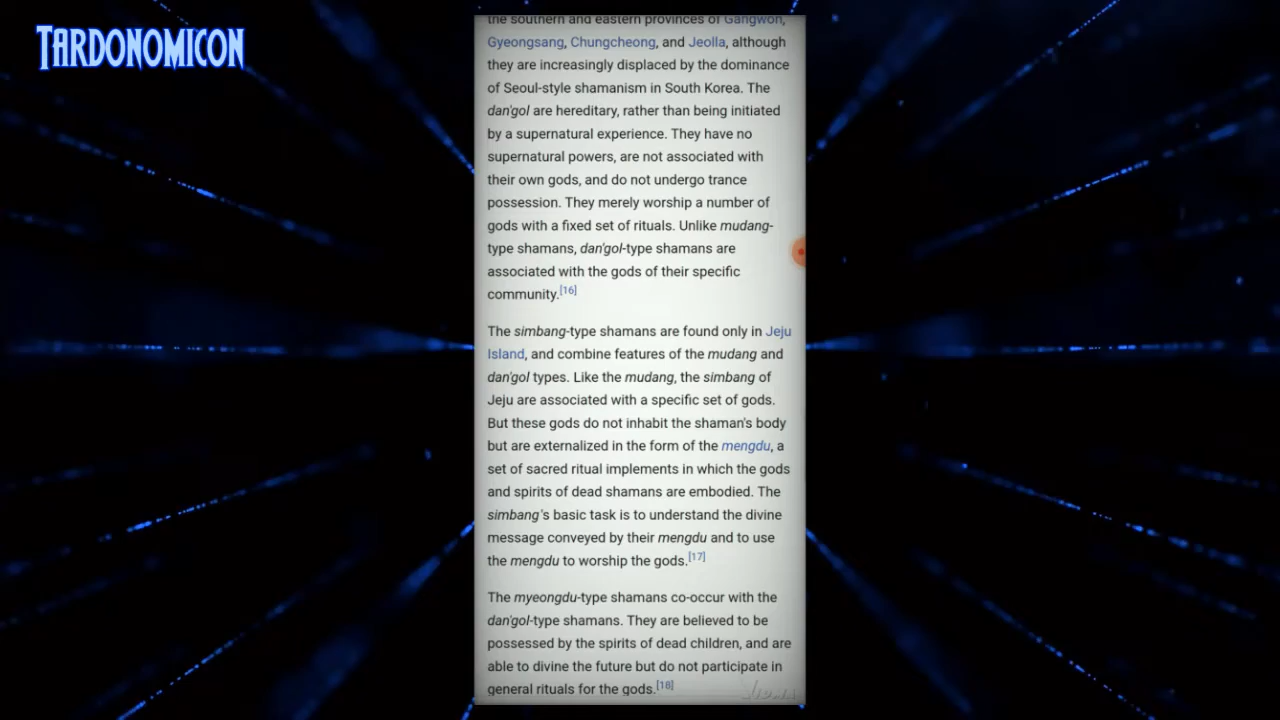 TARDONOMICON
the southern and eastern provinces of Gangwon,
Gyeongsang, Chungcheong, and Jeolla, although
they are increasingly displaced by the dominance
of Seoul-style shamanism in South Korea. The
dan'gol are hereditary, rather than being initiated
by a supernatural experience. They have no
supernatural powers, are not associated with
their own gods, and do not undergo trance
possession. They merely worship a number of
gods with a fixed set of rituals. Unlike mudang-
type shamans, dan'gol-type shamans are
associated with the gods of their specific
community.[16]
The simbang-type shamans are found only in Jeju
Island, and combine features of the mudang and
dan'gol types. Like the mudang, the simbang of
Jeju are associated with a specific set of gods.
But these gods do not inhabit the shaman's body
but are externalized in the form of the mengdu, a
set of sacred ritual implements in which the gods
and spirits of dead shamans are embodied. The
simbang's basic task is to understand the divine
message conveyed by their mengdu and to use
the mengdu to worship the gods.[17]
The myeongdu-type shamans co-occur with the
dan'gol-type shamans. They are believed to be
possessed by the spirits of dead children, and are
able to divine the future but do not participate in
general rituals for the gods.[18]